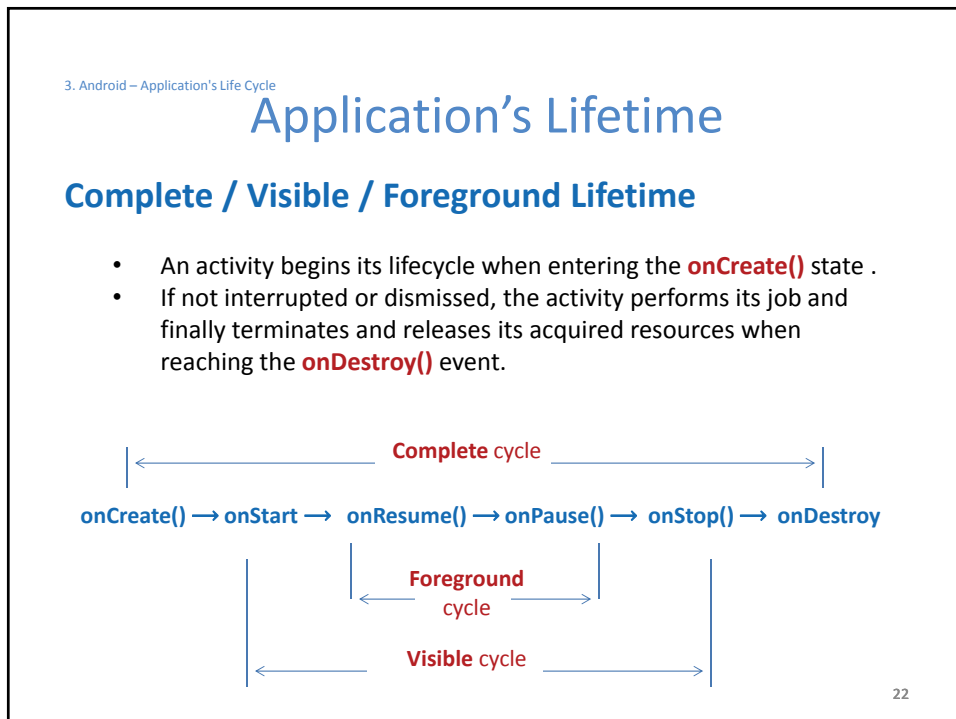 3. Android – Application's Life Cycle
Application’s Lifetime
Complete / Visible / Foreground Lifetime
• An activity begins its lifecycle when entering the onCreate() state .
• If not interrupted or dismissed, the activity performs its job and
finally terminates and releases its acquired resources when
reaching the onDestroy() event.
Complete cycle
onCreate() → onStart → onResume() → onPause() → onStop() → onDestroy
Foreground
cycle
Visible cycle
22